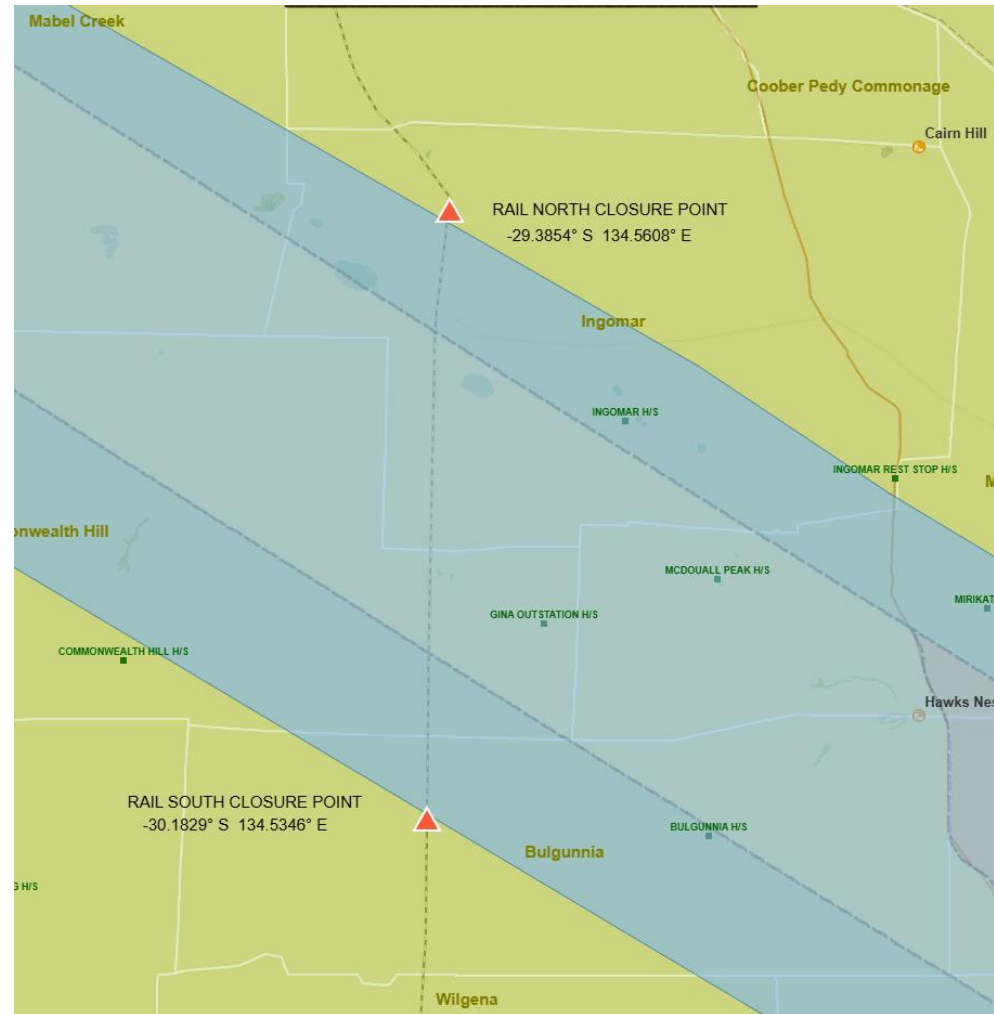 Mabel Creek
Coober Pedy Commonage
Cairn Hill
RAIL NORTH CLOSURE POINT
-29.3854° S 134.5608° E
Ingomar
INGOMAR H/S
INGOMAR REST STOP H/S
M
onwealth Hill
MCDOUALL PEAK H/S
MIRIKAT
GINA OUTSTATION H/S
COMMONWEALTH HILL H/S
Hawks Nes
RAIL SOUTH CLOSURE POINT
-30.1829° S 134.5346° E
BULGUNNIA H/S
Bulgunnia
G H/S
Wilgena